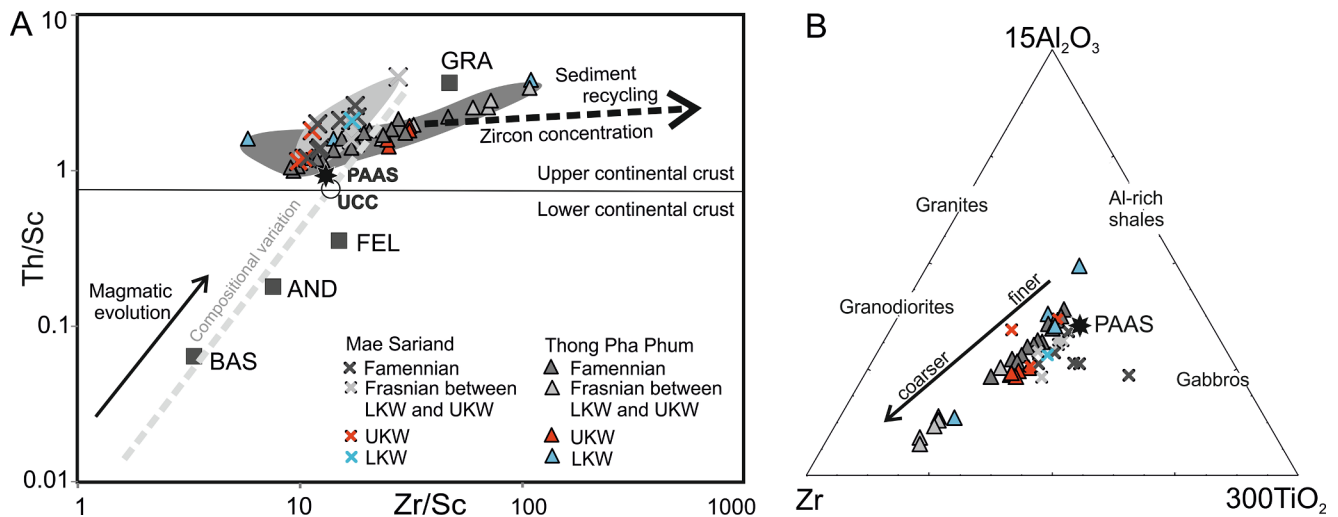 A
10
1
0.1
0.01
Th/Sc
1
10
100
1000
Zr/Sc
GRA
Sediment
recycling
Zircon concentration
PAAS
Upper continental crust
UCC
Lower continental crust
FEL
AND
BAS
Magmatic
evolution
Compositional variation
Mae Sariand
Famennian
Frasnian between
LKW and UKW
UKW
LKW
Thong Pha Phum
Famennian
Frasnian between
LKW and UKW
UKW
LKW
B
15Al₂O₃
Granites
Al-rich
shales
Granodiorites
finer
PAAS
coarser
Gabbros
Zr
300TiO₂